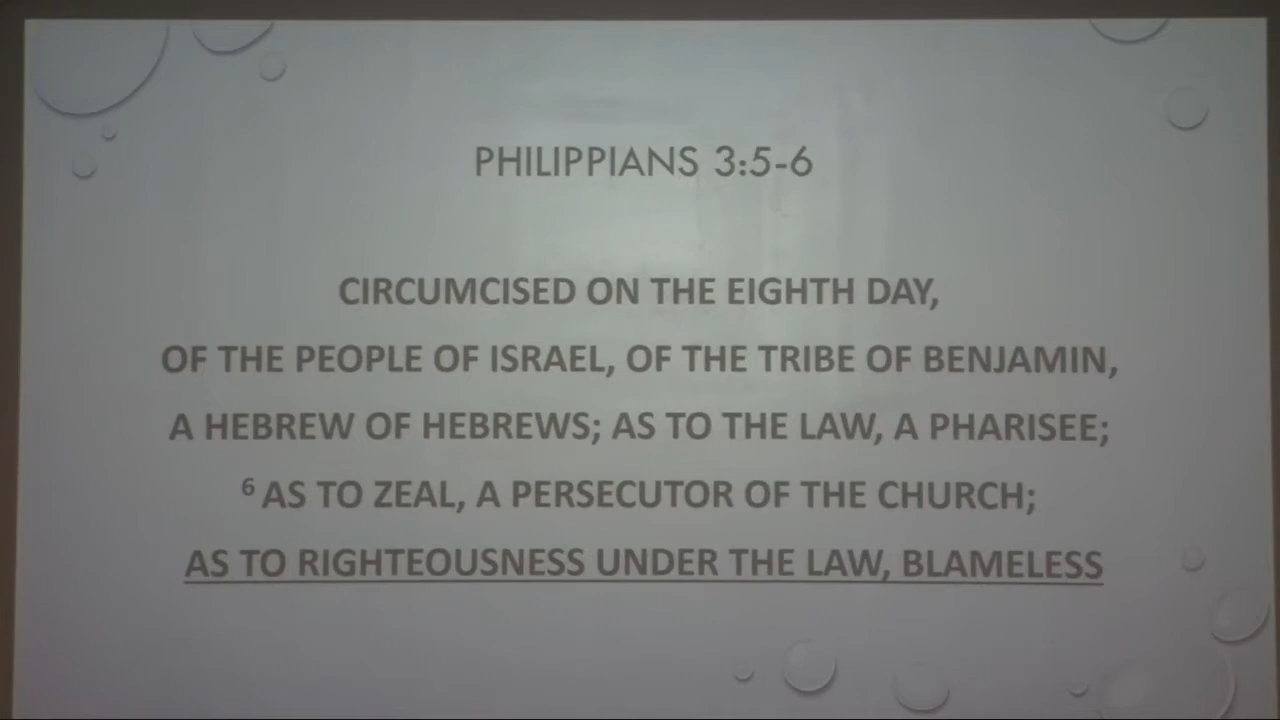 PHILIPPIANS 3:5-6
CIRCUMCISED ON THE EIGHTH DAY,
OF THE PEOPLE OF ISRAEL, OF THE TRIBE OF BENJAMIN,
A HEBREW OF HEBREWS; AS TO THE LAW, A PHARISEE;
6 AS TO ZEAL, A PERSECUTOR OF THE CHURCH;
AS TO RIGHTEOUSNESS UNDER THE LAW, BLAMELESS